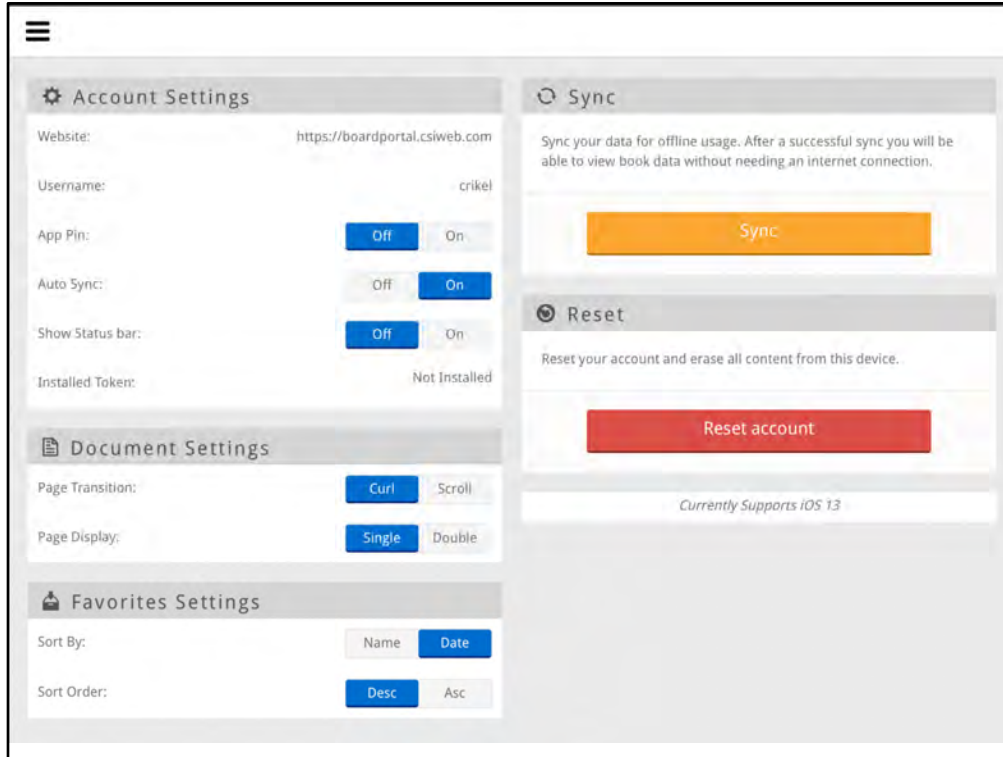 Account Settings
Website: https://boardportal.csiweb.com
Username: crikel
App Pin: Off On
Auto Sync: Off On
Show Status bar: Off On
Installed Token: Not Installed
Document Settings
Page Transition: Curl Scroll
Page Display: Single Double
Favorites Settings
Sort By: Name Date
Sort Order: Desc Asc
Sync
Sync your data for offline usage. After a successful sync you will be
able to view book data without needing an internet connection.
Sync
Reset
Reset your account and erase all content from this device.
Reset account
Currently Supports iOS 13